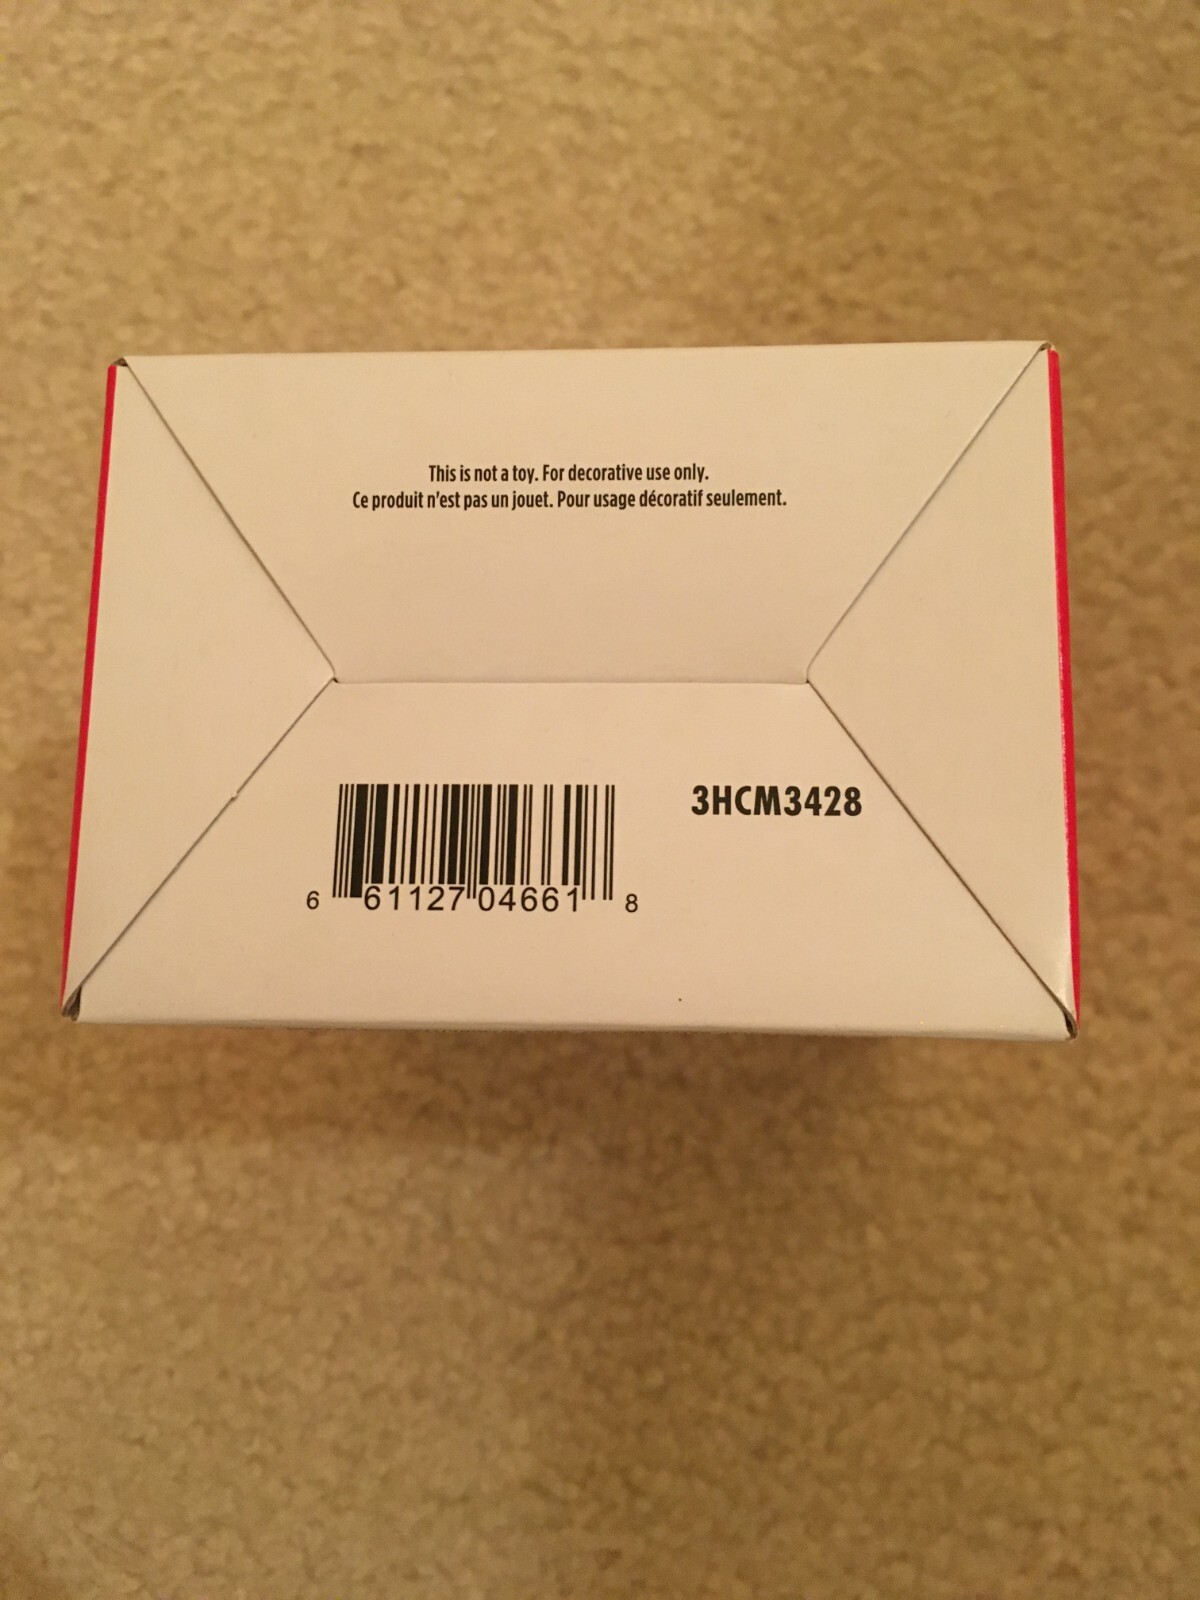 This is not a toy. For decorative use only.
Ce produit n'est pas un jouet. Pour usage décoratif seulement.
3HCM3428
6 61127 04661 8